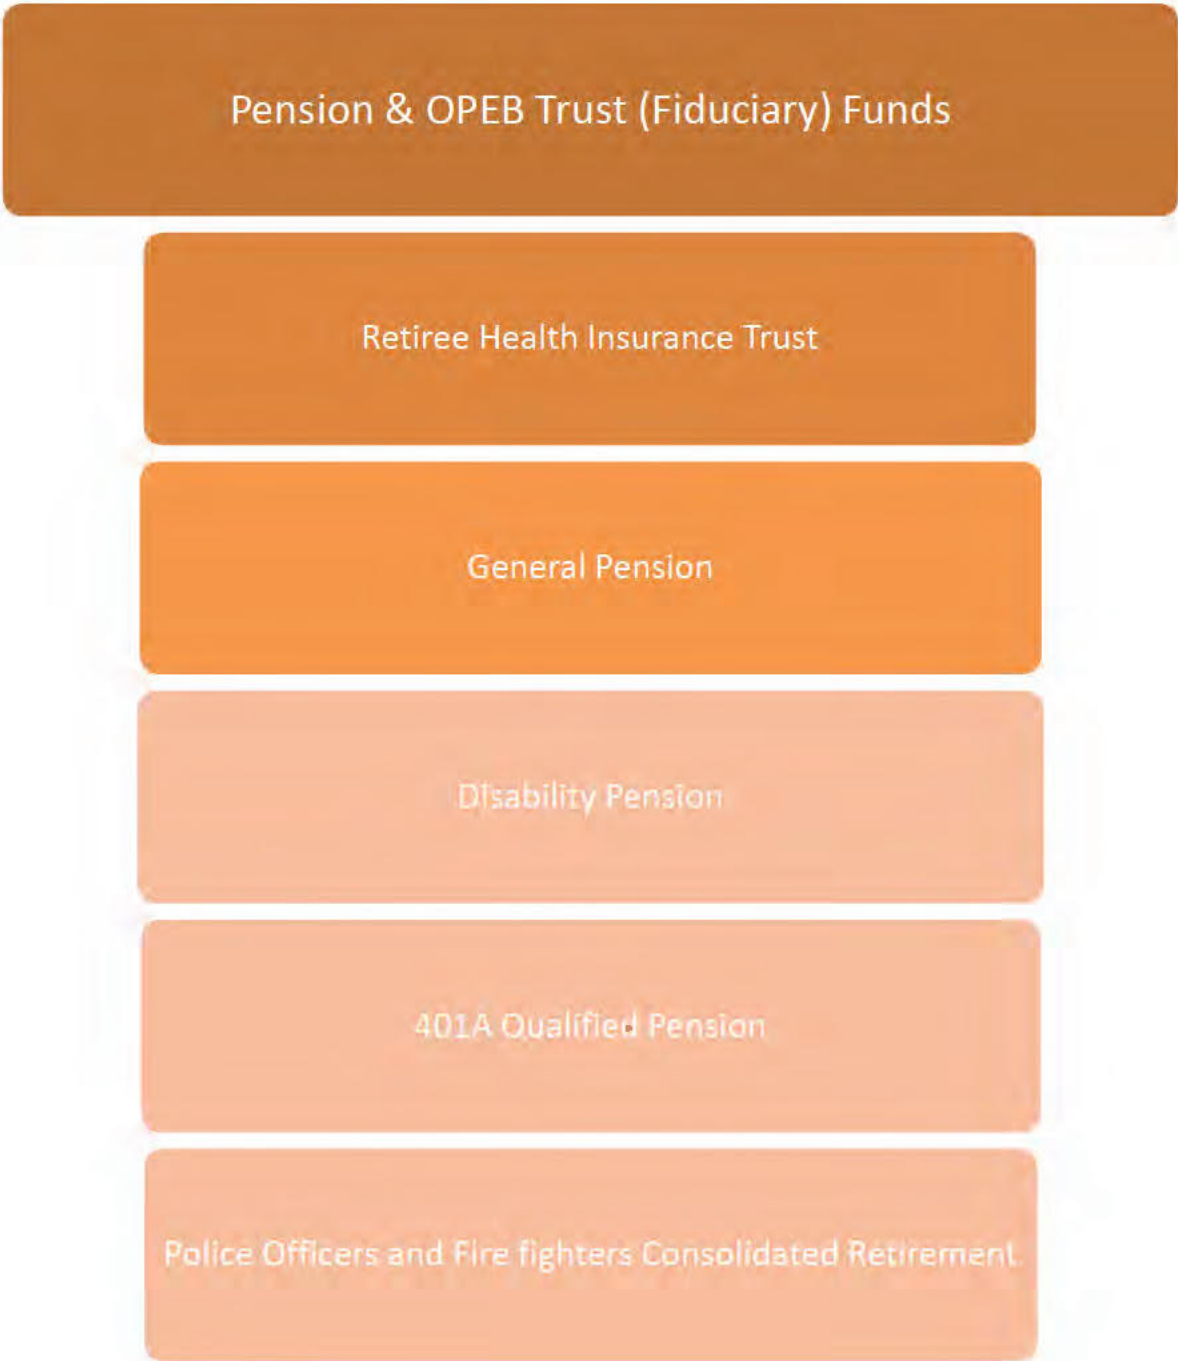 Pension & OPEB Trust (Fiduciary) Funds
Retiree Health Insurance Trust
General Pension
Disability Pension
401A Qualified Pension
Police Officers and Fire fighters Consolidated Retirement